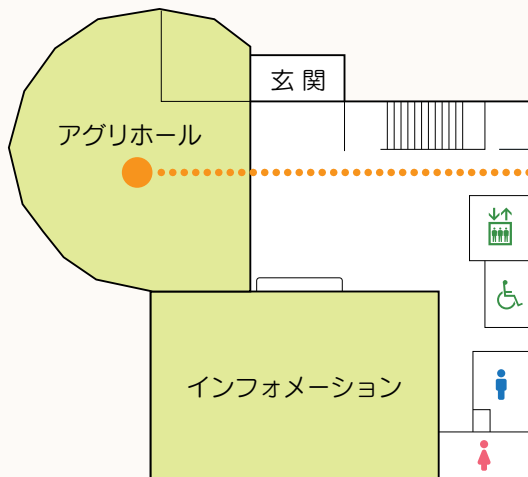 玄関
アグリホール
インフォメーション